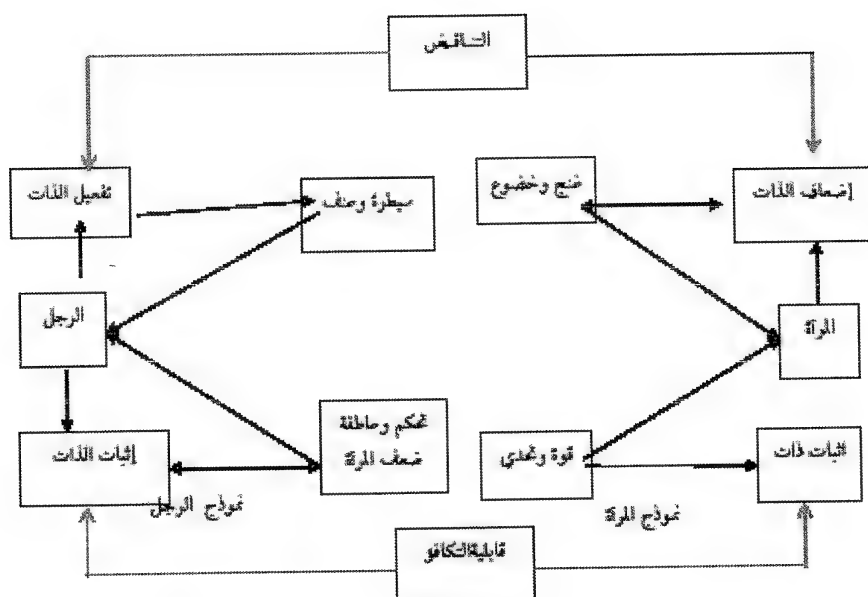 التناقض
غنج وخضوع
إضعاف الذات
سيطرة وعنف
تفعيل الذات
المرأة
الرجل
تحكم وعاطفة
ضعف المرأة
قوة وتحدي
اثبات ذات
إثبات الذات
نموذج المرأة
نموذج الرجل
قابلية التكافؤ